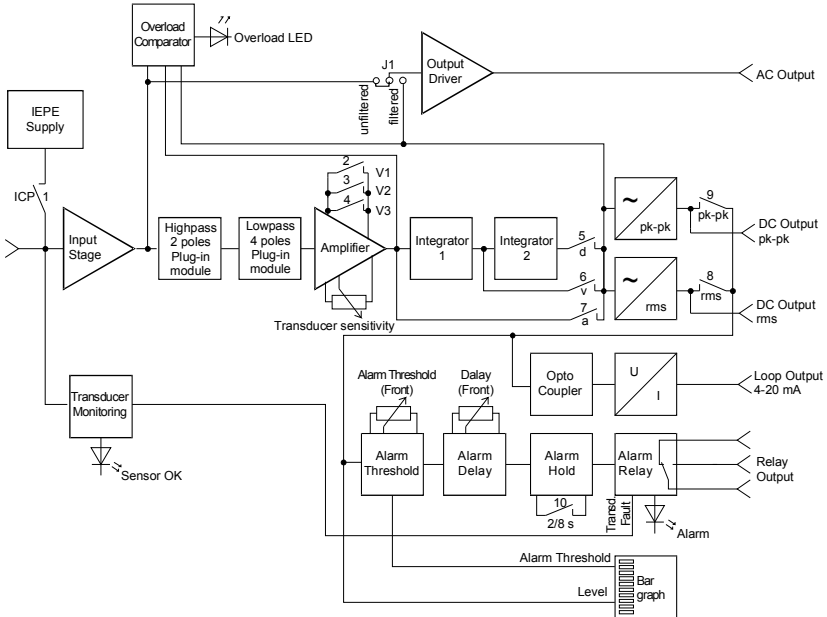 Overload
Comparator
Overload LED
J1
Output
Driver
AC Output
unfiltered
filtered
IEPE
Supply
ICP 1
2
V1
3
V2
4
V3
Input
Stage
Highpass
2 poles
Plug-in
module
Lowpass
4 poles
Plug-in
module
Amplifier
Transducer sensitivity
Integrator
1
Integrator
2
5
d
6
v
7
a
~
pk-pk
9
pk-pk
DC Output
pk-pk
~
rms
8
rms
DC Output
rms
Opto
Coupler
U
I
Loop Output
4-20 mA
Transducer
Monitoring
Sensor OK
Alarm Threshold
(Front)
Dalay
(Front)
Alarm
Threshold
Alarm
Delay
Alarm
Hold
10
2/8 s
Alarm
Relay
Relay
Output
Transd.
Fault
Alarm
Alarm Threshold
Level
Bar
graph